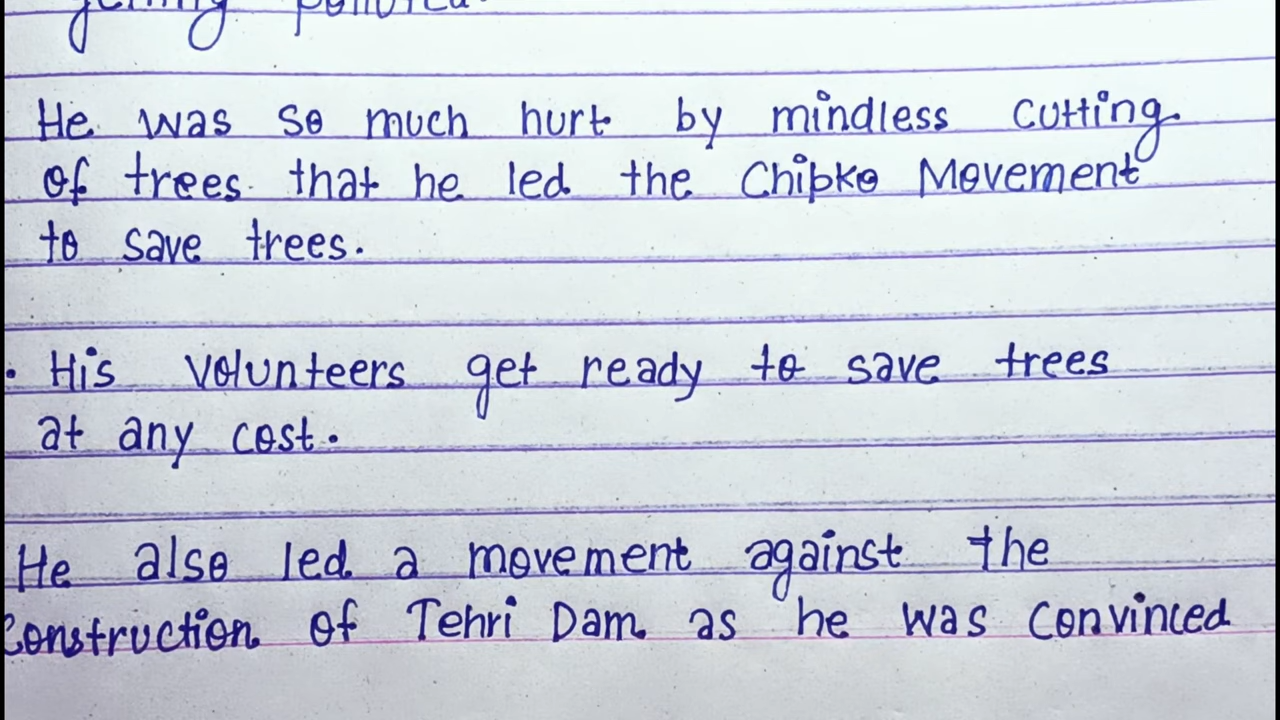 getting polluted.
He was so much hurt by mindless cutting
of trees that he led the Chipko Movement
to save trees.
• His volunteers get ready to save trees
at any cost.
He also led a movement against the
construction of Tehri Dam as he was convinced